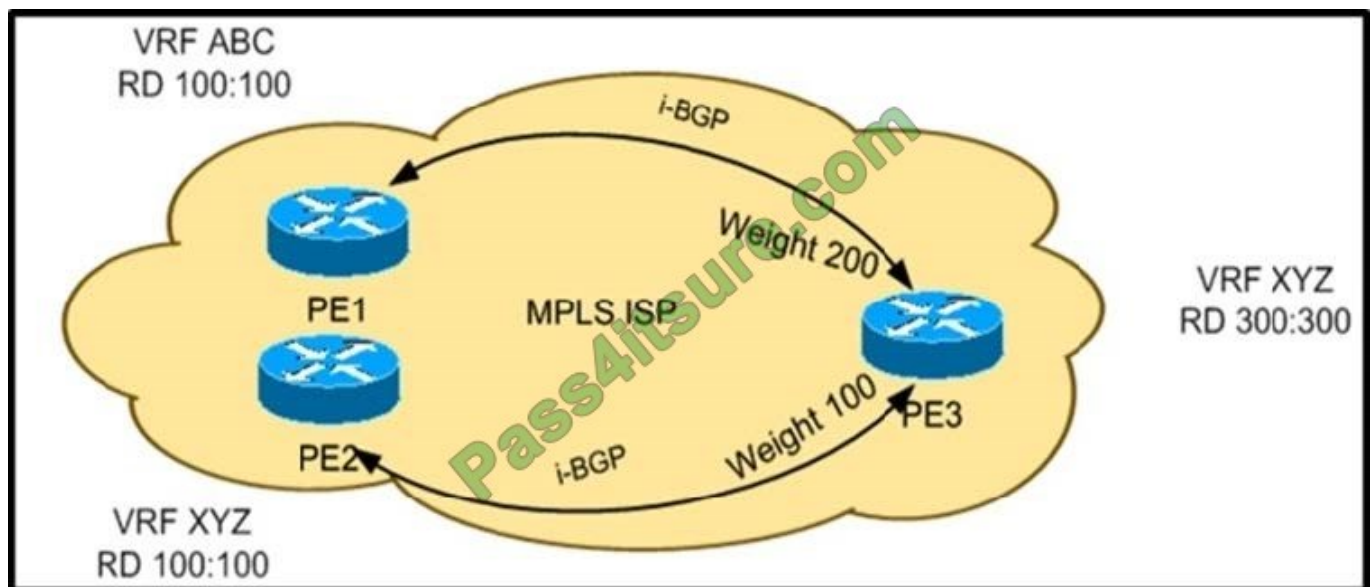 VRF ABC
RD 100:100
i-BGP
Weight 200
PE1
MPLS ISP
VRF XYZ
RD 300:300
PE3
Weight 100
PE2
i-BGP
VRF XYZ
RD 100:100
Pass4itsure.com